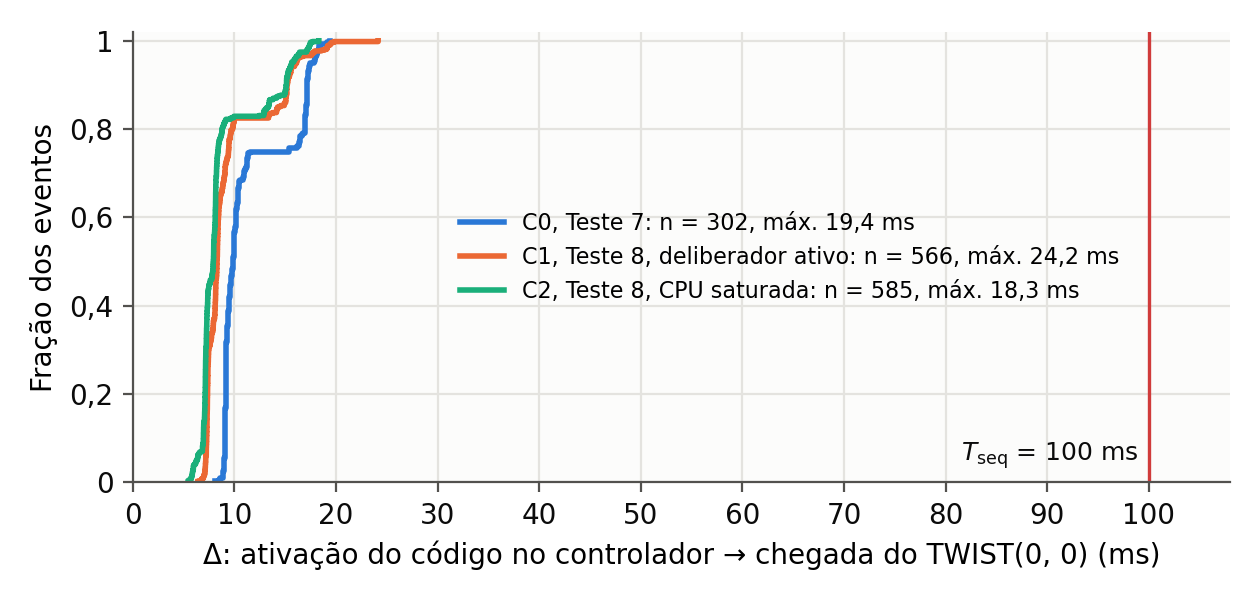 1
0,8
0,6
0,4
0,2
0
Fração dos eventos
C0, Teste 7: n = 302, máx. 19,4 ms
C1, Teste 8, deliberador ativo: n = 566, máx. 24,2 ms
C2, Teste 8, CPU saturada: n = 585, máx. 18,3 ms
Tseq = 100 ms
0 10 20 30 40 50 60 70 80 90 100
Δ: ativação do código no controlador → chegada do TWIST(0, 0) (ms)